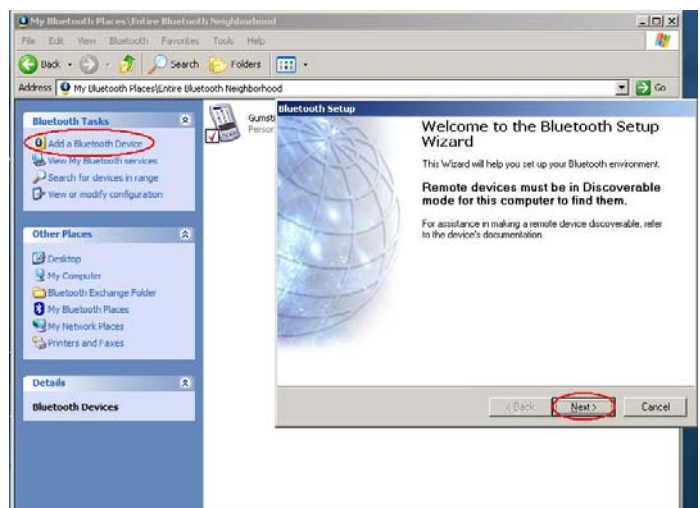 My Bluetooth Places\Entire Bluetooth Neighborhood
File Edit View Bluetooth Favorites Tools Help
Back Search Folders
Address My Bluetooth Places\Entire Bluetooth Neighborhood Go
Bluetooth Tasks
Add a Bluetooth Device
View My Bluetooth services
Search for devices in range
View or modify configuration
Other Places
Desktop
My Computer
Bluetooth Exchange Folder
My Bluetooth Places
My Network Places
Printers and Faxes
Details
Bluetooth Devices
Gumsti
Person
Bluetooth Setup
Welcome to the Bluetooth Setup
Wizard
This Wizard will help you set up your Bluetooth environment.
Remote devices must be in Discoverable
mode for this computer to find them.
For assistance in making a remote device discoverable, refer
to the device's documentation.
< Back Next > Cancel